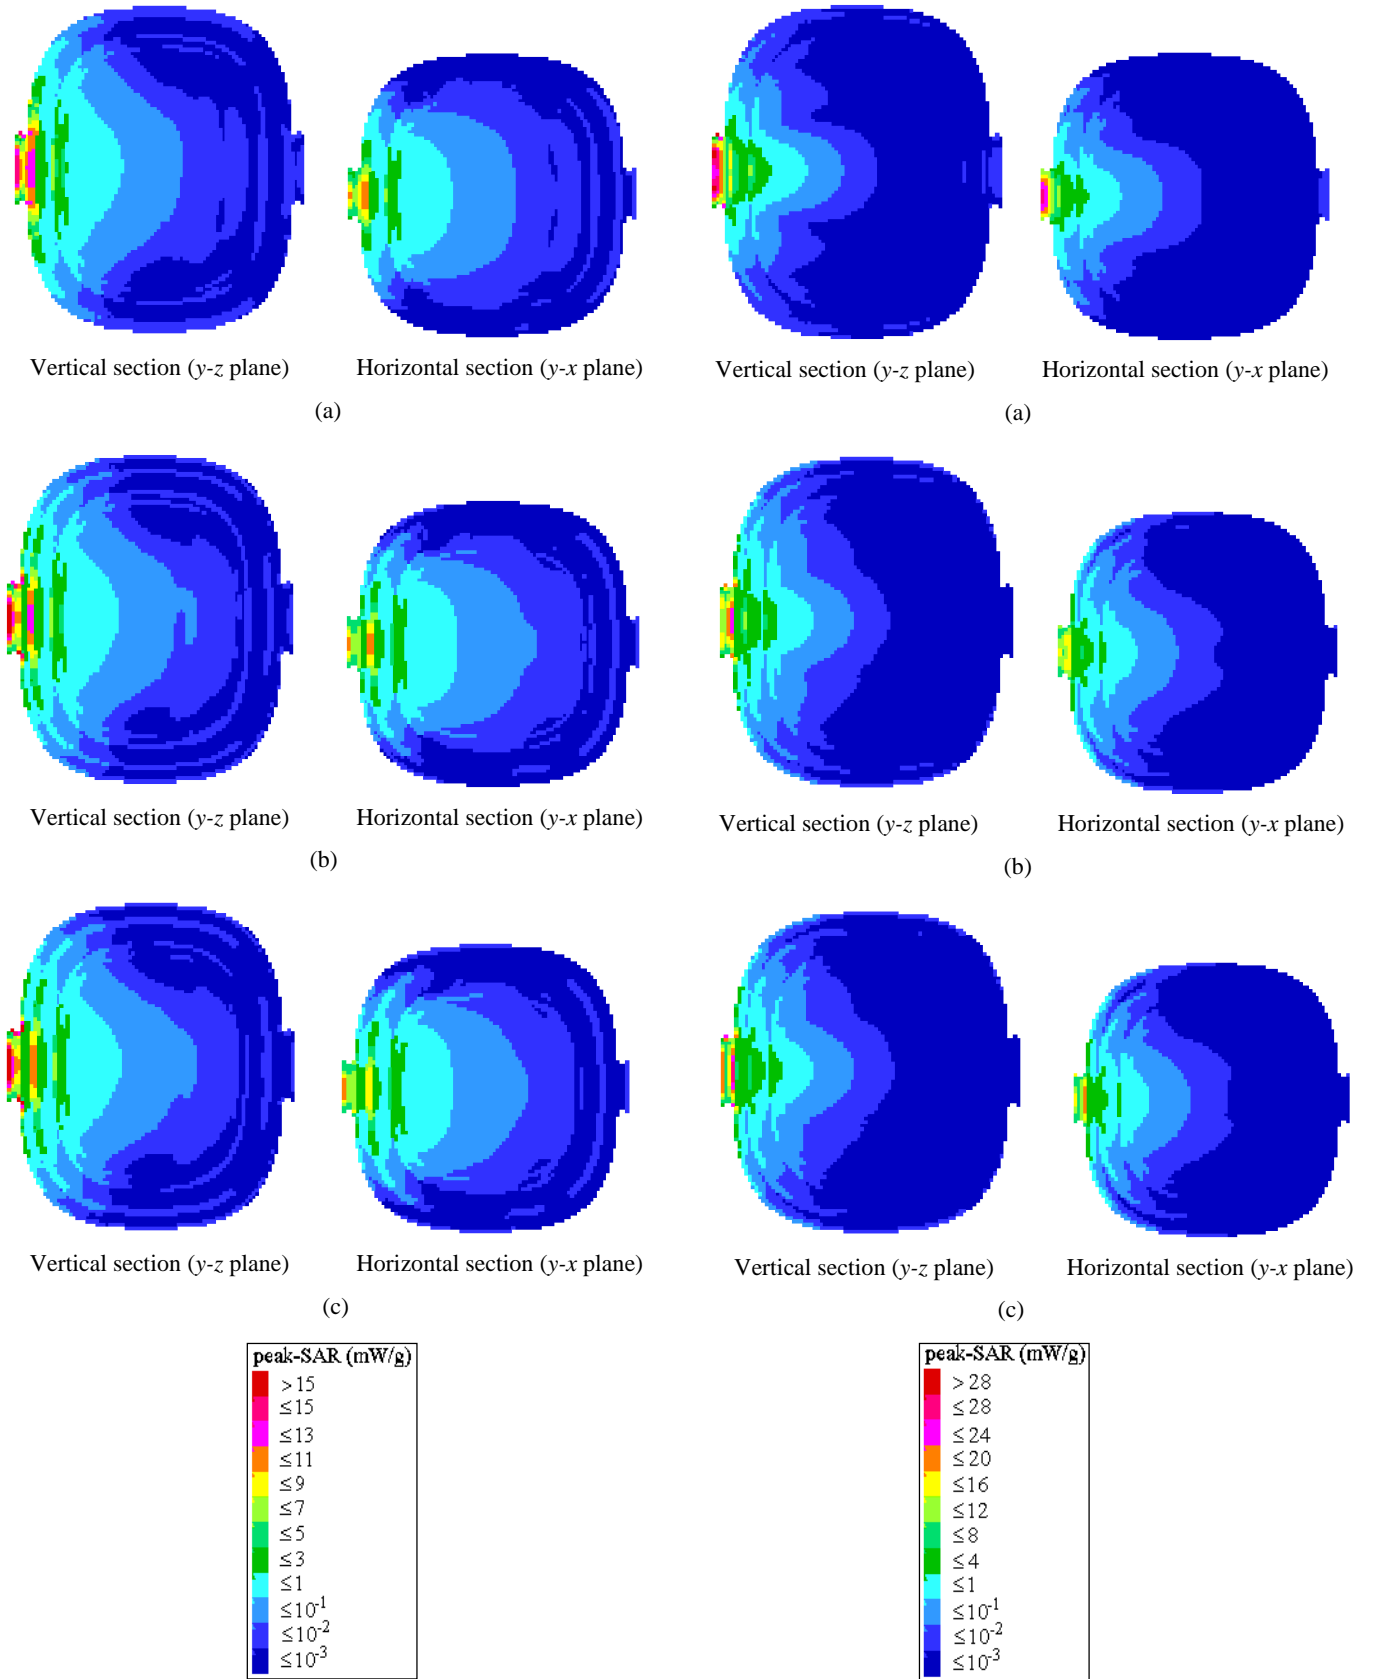 Vertical section (y-z plane)
Horizontal section (y-x plane)
(a)
Vertical section (y-z plane)
Horizontal section (y-x plane)
(b)
Vertical section (y-z plane)
Horizontal section (y-x plane)
(c)
peak-SAR (mW/g)
>15
≤15
≤13
≤11
≤9
≤7
≤5
≤3
≤1
≤10⁻¹
≤10⁻²
≤10⁻³
Vertical section (y-z plane)
Horizontal section (y-x plane)
(a)
Vertical section (y-z plane)
Horizontal section (y-x plane)
(b)
Vertical section (y-z plane)
Horizontal section (y-x plane)
(c)
peak-SAR (mW/g)
>28
≤28
≤24
≤20
≤16
≤12
≤8
≤4
≤1
≤10⁻¹
≤10⁻²
≤10⁻³